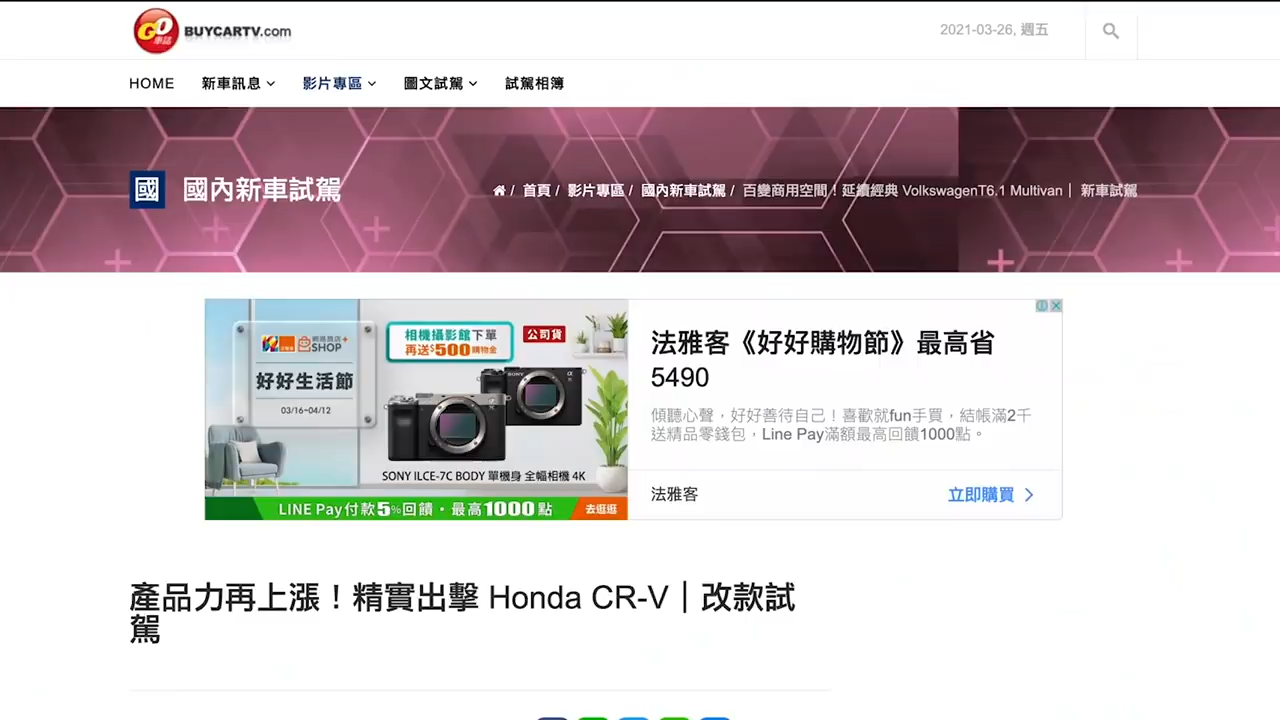 GO車誌 BUYCARTV.com
2021-03-26, 週五
HOME 新車訊息 影片專區 圖文試駕 試駕相簿
國 國內新車試駕
/ 首頁 / 影片專區 / 國內新車試駕 / 百變商用空間！延續經典 VolkswagenT6.1 Multivan｜ 新車試駕
網路商店+
SHOP
好好生活節
03/16~04/12
相機攝影館下單
再送$500購物金
公司貨
SONY
SONY ILCE-7C BODY 單機身 全幅相機 4K
LINE Pay付款5%回饋・最高1000點
去逛逛
法雅客《好好購物節》最高省
5490
傾聽心聲，好好善待自己！喜歡就fun手買，結帳滿2千
送精品零錢包，Line Pay滿額最高回饋1000點。
法雅客
立即購買
產品力再上漲！精實出擊 Honda CR-V｜改款試
駕